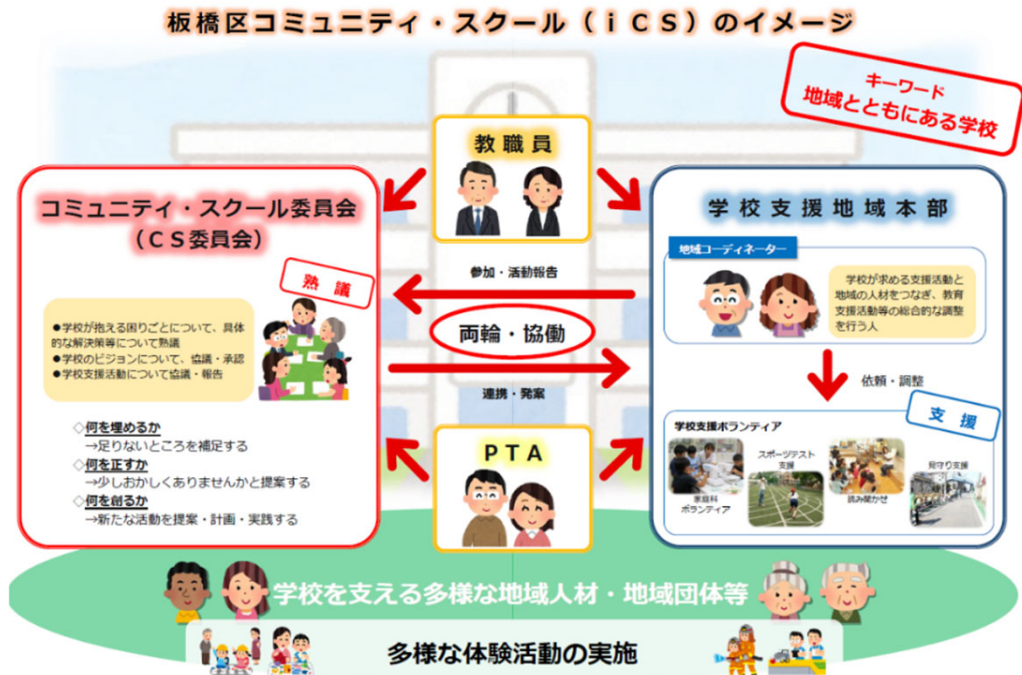 板橋区コミュニティ・スクール（ｉＣＳ）のイメージ
キーワード
地域とともにある学校
教職員
コミュニティ・スクール委員会
（ＣＳ委員会）
熟議
●学校が抱える困りごとについて、具体
的な解決策等について熟議
●学校のビジョンについて、協議・承認
●学校支援活動について協議・報告
◇何を埋めるか
→足りないところを補足する
◇何を正すか
→少しおかしくありませんかと提案する
◇何を創るか
→新たな活動を提案・計画・実践する
参加・活動報告
両輪・協働
連携・発案
PTA
学校支援地域本部
地域コーディネーター
学校が求める支援活動と
地域の人材をつなぎ、教育
支援活動等の総合的な調整
を行う人
依頼・調整
支援
学校支援ボランティア
家庭科
ボランティア
スポーツテスト
支援
読み聞かせ
見守り支援
学校を支える多様な地域人材・地域団体等
多様な体験活動の実施